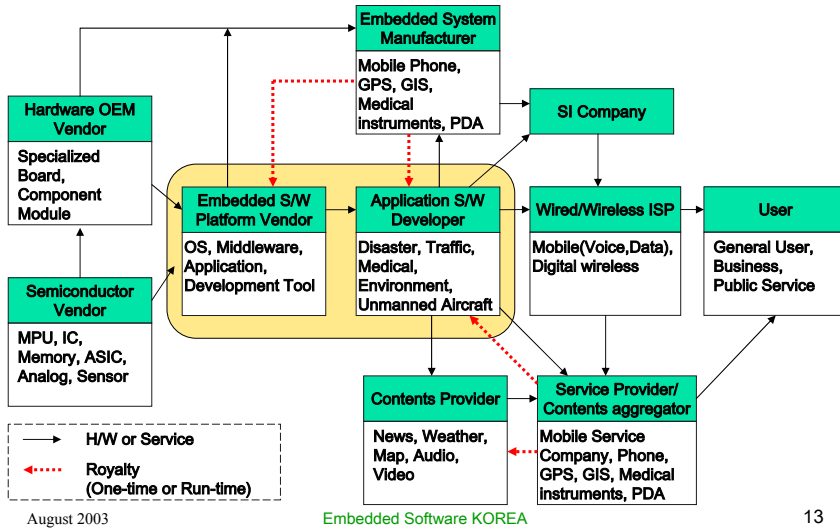 Embedded System
Manufacturer
Mobile Phone,
GPS, GIS,
Medical
instruments, PDA
Hardware OEM
Vendor
Specialized
Board,
Component
Module
SI Company
Embedded S/W
Platform Vendor
OS, Middleware,
Application,
Development Tool
Application S/W
Developer
Disaster, Traffic,
Medical,
Environment,
Unmanned Aircraft
Wired/Wireless ISP
Mobile(Voice,Data),
Digital wireless
User
General User,
Business,
Public Service
Semiconductor
Vendor
MPU, IC,
Memory, ASIC,
Analog, Sensor
Contents Provider
News, Weather,
Map, Audio,
Video
Service Provider/
Contents aggregator
Mobile Service
Company, Phone,
GPS, GIS, Medical
instruments, PDA
H/W or Service
Royalty
(One-time or Run-time)
August 2003
Embedded Software KOREA
13